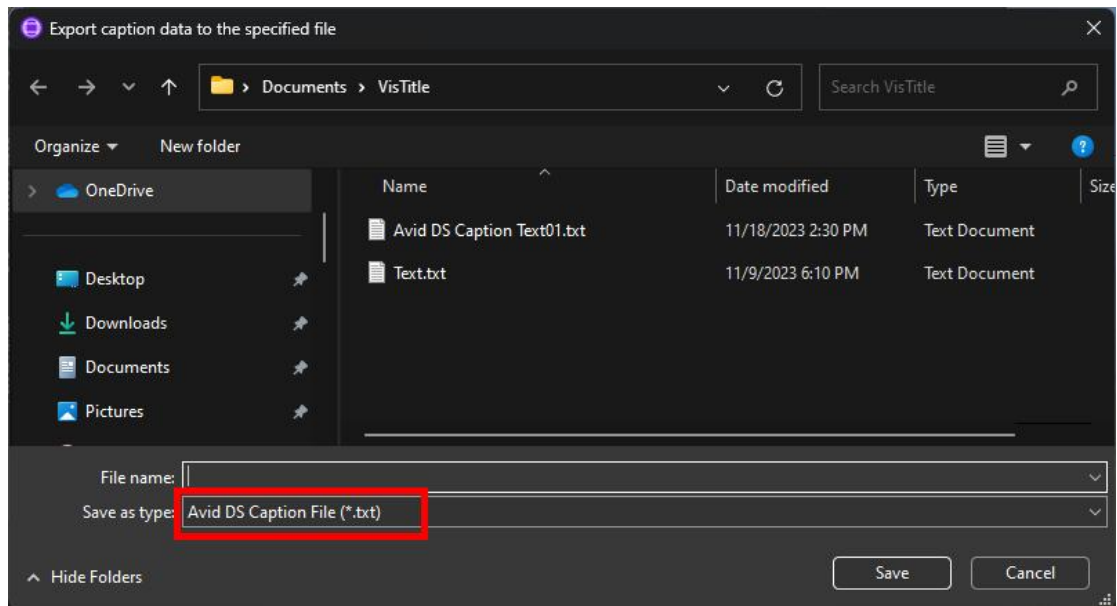 Export caption data to the specified file
Documents > VisTitle
Search VisTitle
Organize
New folder
OneDrive
Name
Date modified
Type
Size
Avid DS Caption Text01.txt 11/18/2023 2:30 PM Text Document
Text.txt 11/9/2023 6:10 PM Text Document
Desktop
Downloads
Documents
Pictures
File name:
Save as type: Avid DS Caption File (*.txt)
Hide Folders
Save
Cancel